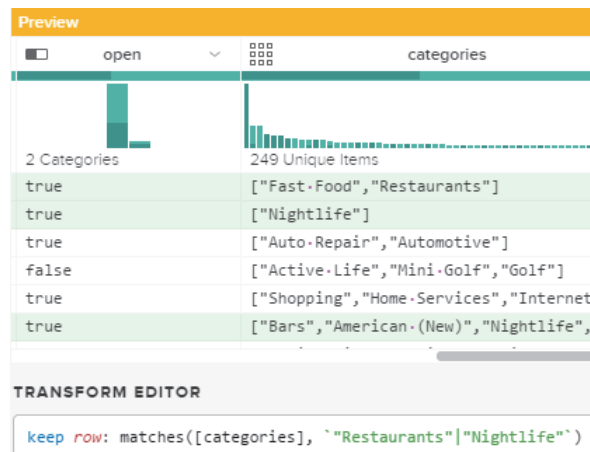 Preview
open categories
2 Categories 249 Unique Items
true ["Fast·Food","Restaurants"]
true ["Nightlife"]
true ["Auto·Repair","Automotive"]
false ["Active·Life","Mini·Golf","Golf"]
true ["Shopping","Home·Services","Internet
true ["Bars","American·(New)","Nightlife",
TRANSFORM EDITOR
keep row: matches([categories], `"Restaurants"|"Nightlife"`)